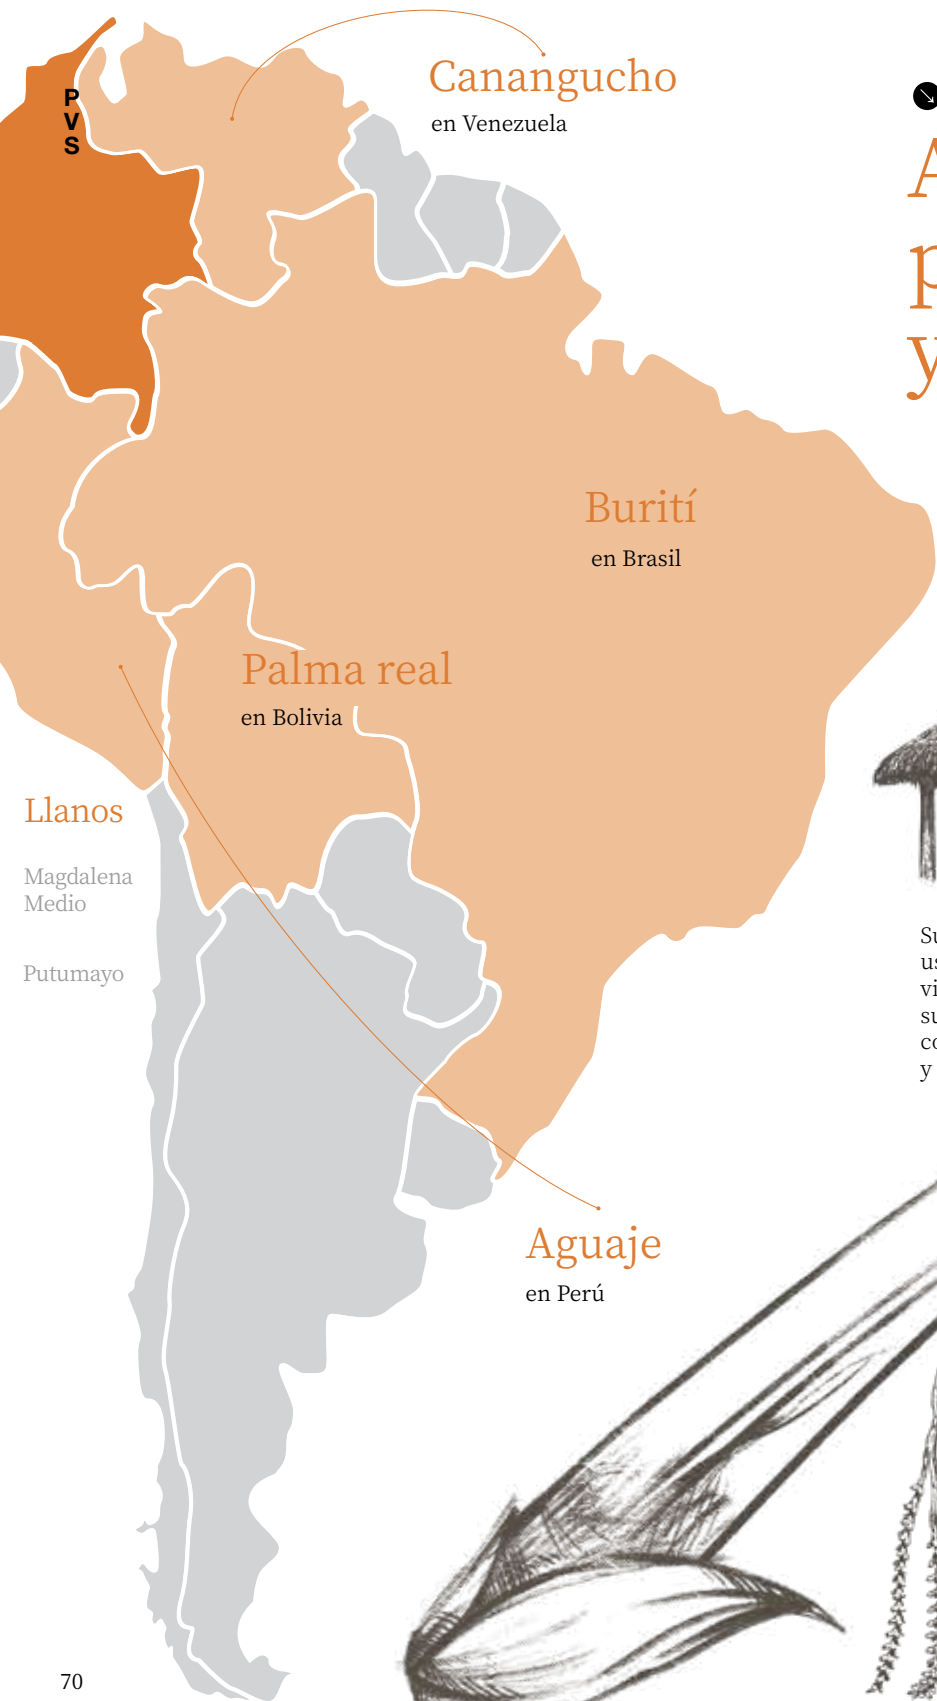 P
V
S
Canangucho
en Venezuela
Burití
en Brasil
Palma real
en Bolivia
Llanos
Magdalena
Medio
Putumayo
Aguaje
en Perú
y
70